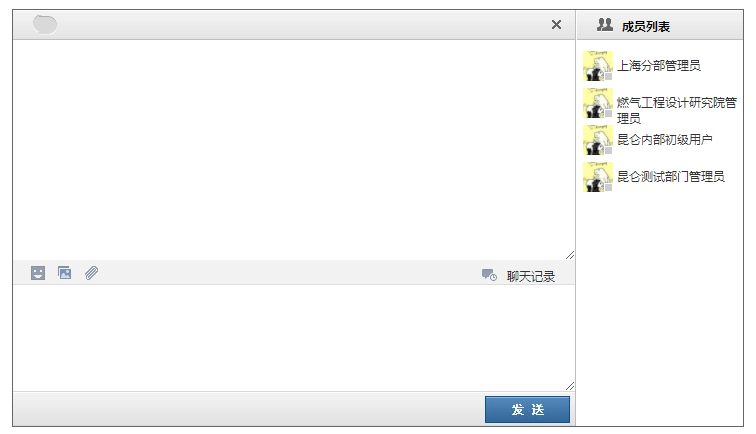 成员列表
上海分部管理员
燃气工程设计研究院管
理员
昆仑内部初级用户
昆仑测试部门管理员
聊天记录
发 送